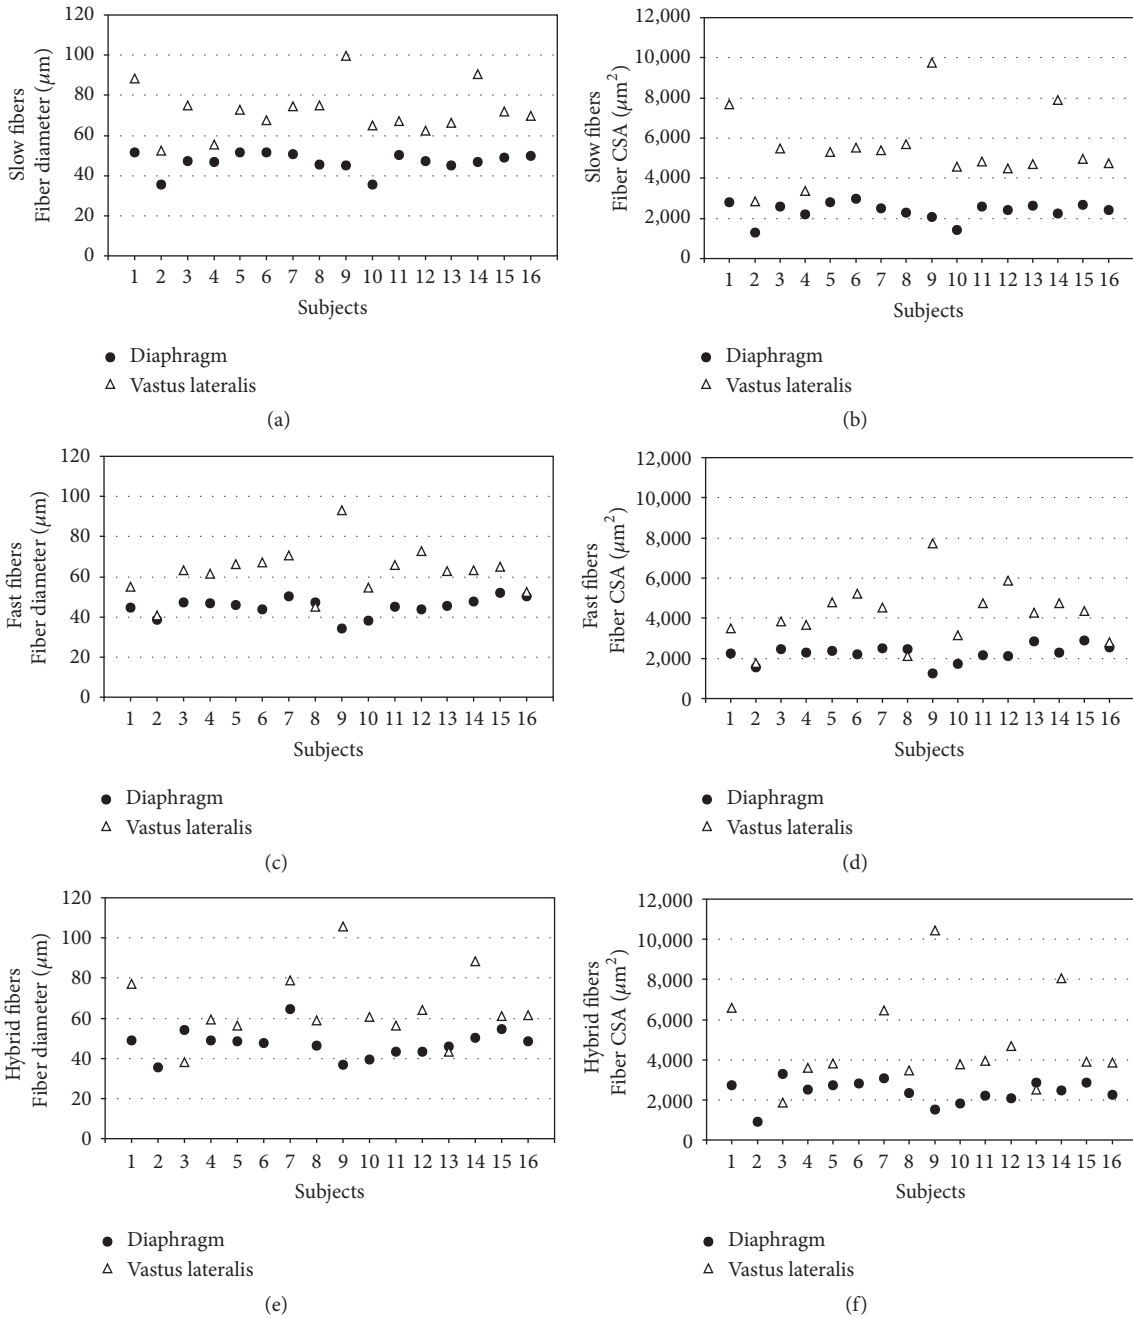 120
100
80
60
40
20
0
Slow fibers
Fiber diameter (μm)
1 2 3 4 5 6 7 8 9 10 11 12 13 14 15 16
Subjects
Diaphragm
Vastus lateralis
(a)
12,000
10,000
8,000
6,000
4,000
2,000
0
Slow fibers
Fiber CSA (μm²)
1 2 3 4 5 6 7 8 9 10 11 12 13 14 15 16
Subjects
Diaphragm
Vastus lateralis
(b)
120
100
80
60
40
20
0
Fast fibers
Fiber diameter (μm)
1 2 3 4 5 6 7 8 9 10 11 12 13 14 15 16
Subjects
Diaphragm
Vastus lateralis
(c)
12,000
10,000
8,000
6,000
4,000
2,000
0
Fast fibers
Fiber CSA (μm²)
1 2 3 4 5 6 7 8 9 10 11 12 13 14 15 16
Subjects
Diaphragm
Vastus lateralis
(d)
120
100
80
60
40
20
0
Hybrid fibers
Fiber diameter (μm)
1 2 3 4 5 6 7 8 9 10 11 12 13 14 15 16
Subjects
Diaphragm
Vastus lateralis
(e)
12,000
10,000
8,000
6,000
4,000
2,000
0
Hybrid fibers
Fiber CSA (μm²)
1 2 3 4 5 6 7 8 9 10 11 12 13 14 15 16
Subjects
Diaphragm
Vastus lateralis
(f)